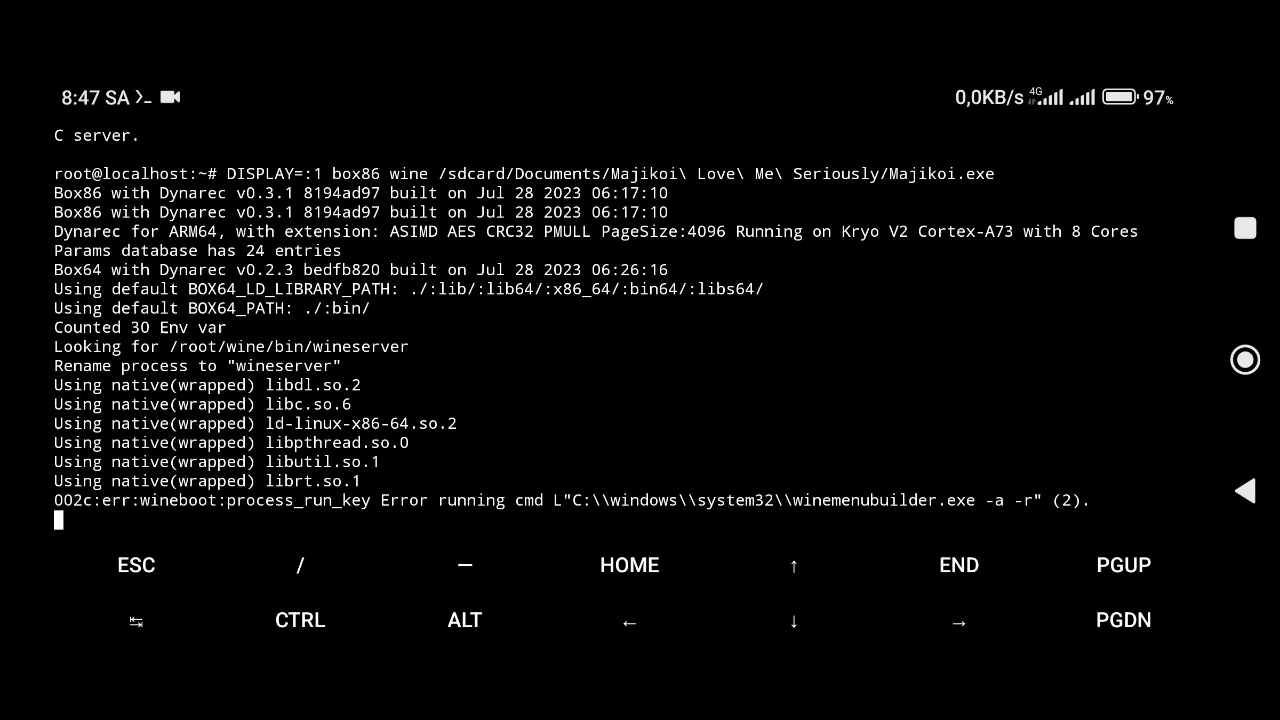 8:47 SA
0,0KB/s 4G 97%
C server.
root@localhost:~# DISPLAY=:1 box86 wine /sdcard/Documents/Majikoi\ Love\ Me\ Seriously/Majikoi.exe
Box86 with Dynarec v0.3.1 8194ad97 built on Jul 28 2023 06:17:10
Box86 with Dynarec v0.3.1 8194ad97 built on Jul 28 2023 06:17:10
Dynarec for ARM64, with extension: ASIMD AES CRC32 PMULL PageSize:4096 Running on Kryo V2 Cortex-A73 with 8 Cores
Params database has 24 entries
Box64 with Dynarec v0.2.3 bedfb820 built on Jul 28 2023 06:26:16
Using default BOX64_LD_LIBRARY_PATH: ./:lib/:lib64/:x86_64/:bin64/:libs64/
Using default BOX64_PATH: ./:bin/
Counted 30 Env var
Looking for /root/wine/bin/wineserver
Rename process to "wineserver"
Using native(wrapped) libdl.so.2
Using native(wrapped) libc.so.6
Using native(wrapped) ld-linux-x86-64.so.2
Using native(wrapped) libpthread.so.0
Using native(wrapped) libutil.so.1
Using native(wrapped) librt.so.1
002c:err:wineboot:process_run_key Error running cmd L"C:\\windows\\system32\\winemenubuilder.exe -a -r" (2).
ESC / — HOME ↑ END PGUP
↹ CTRL ALT ← ↓ → PGDN